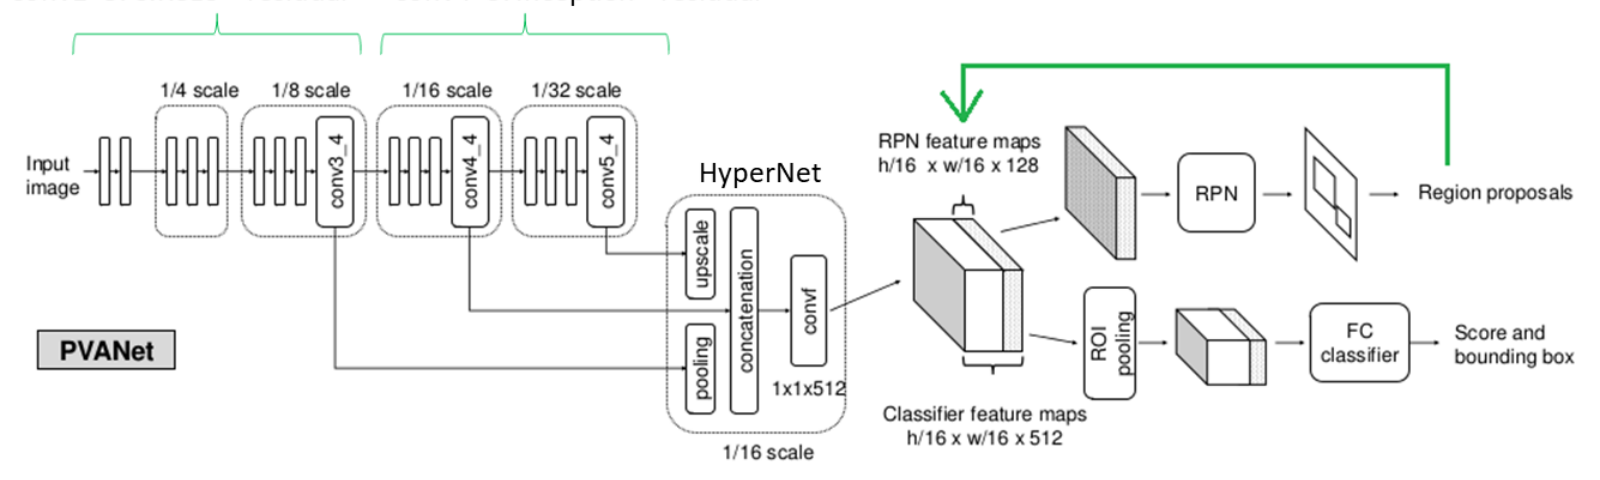 1/4 scale
1/8 scale
1/16 scale
1/32 scale
Input
image
conv3_4
conv4_4
conv5_4
HyperNet
upscale
pooling
concatenation
convf
1x1x512
1/16 scale
PVANet
RPN feature maps
h/16 x w/16 x 128
RPN
Region proposals
Classifier feature maps
h/16 x w/16 x 512
ROI
pooling
FC
classifier
Score and
bounding box